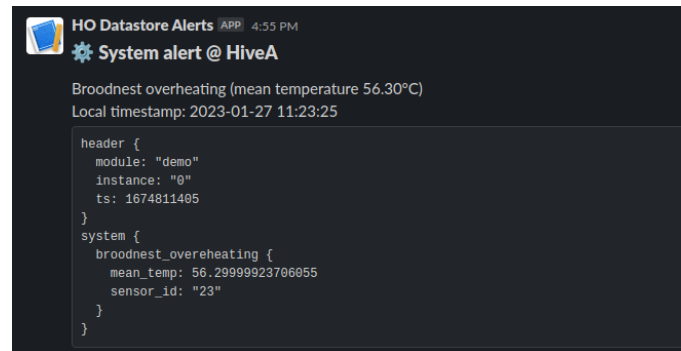 HO Datastore Alerts APP 4:55 PM
System alert @ HiveA
Broodnest overheating (mean temperature 56.30°C)
Local timestamp: 2023-01-27 11:23:25
header {
  module: "demo"
  instance: "0"
  ts: 1674811405
}
system {
  broodnest_overeheating {
    mean_temp: 56.29999923706055
    sensor_id: "23"
  }
}